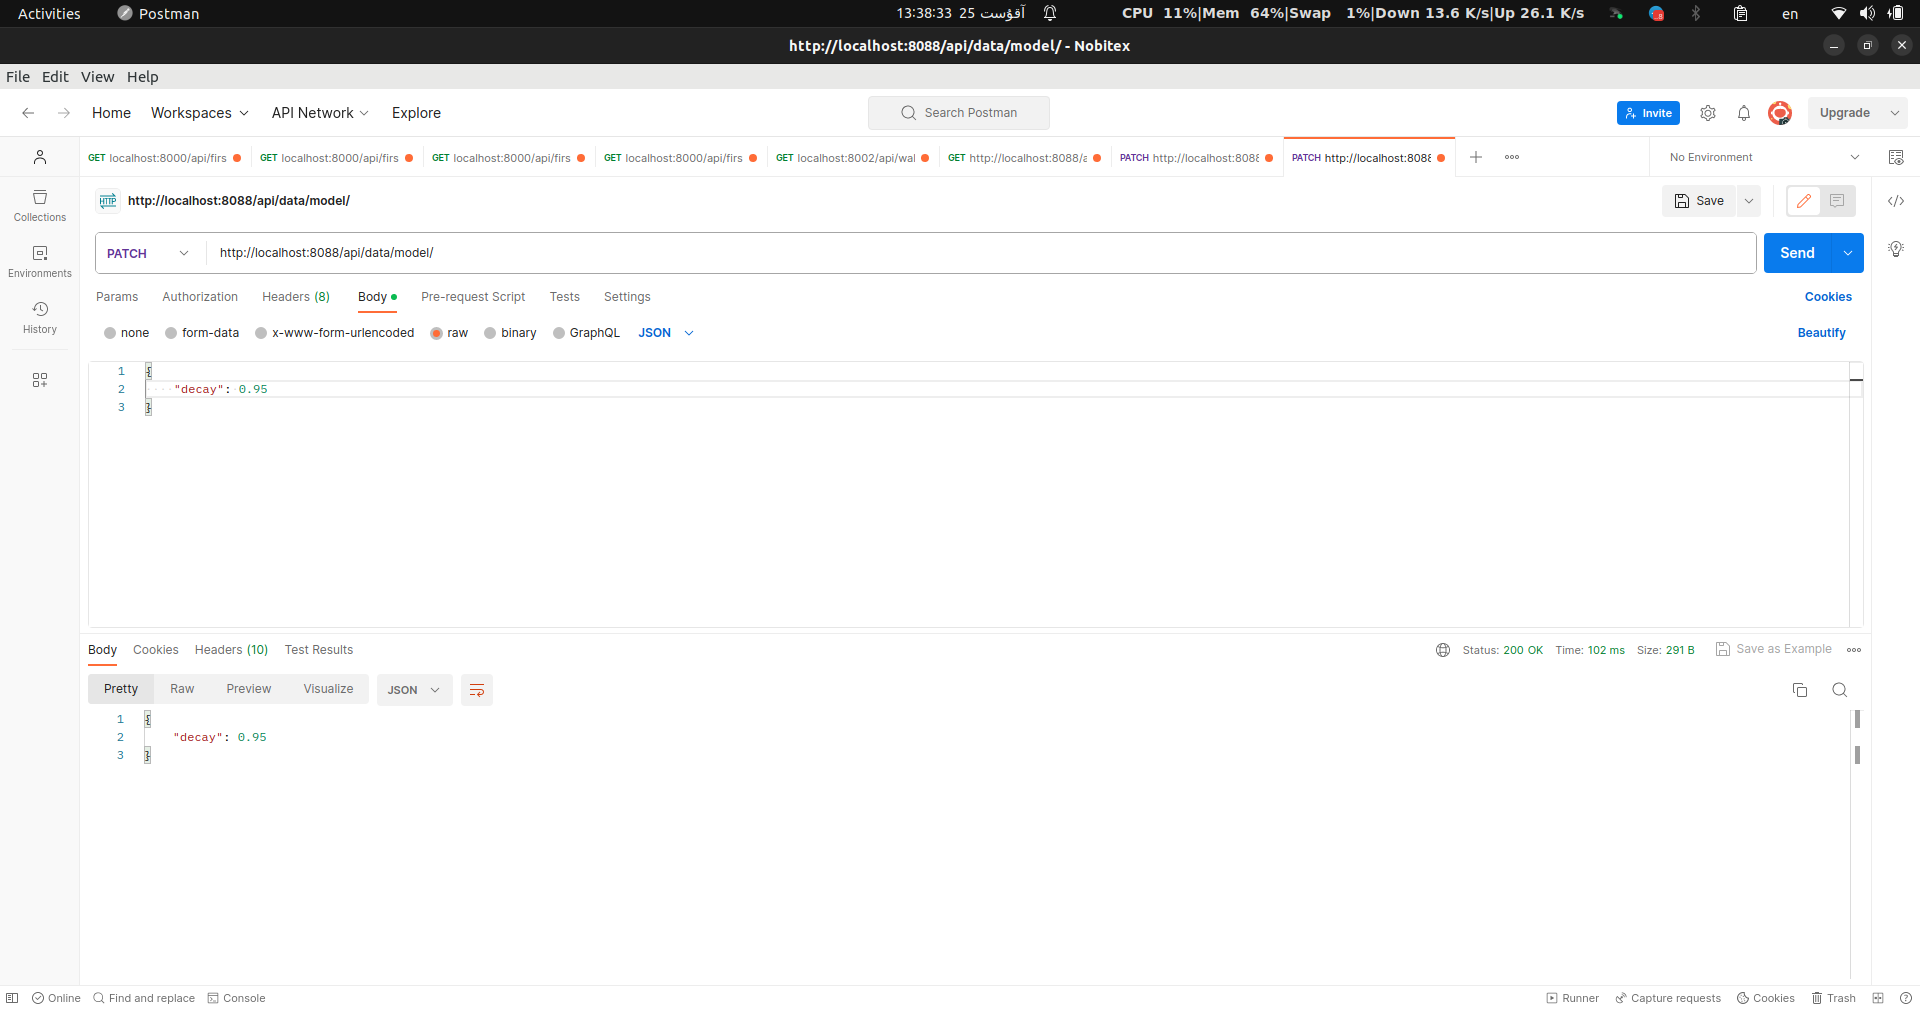 Activities Postman 13:38:33 25 آقۇست CPU 11%|Mem 64%|Swap 1%|Down 13.6 K/s|Up 26.1 K/s en
http://localhost:8088/api/data/model/ - Nobitex
File Edit View Help
Home Workspaces API Network Explore Search Postman Invite Upgrade
GET localhost:8000/api/firs GET localhost:8000/api/firs GET localhost:8000/api/firs GET localhost:8000/api/firs GET localhost:8002/api/wal GET http://localhost:8088/a PATCH http://localhost:8088 PATCH http://localhost:8088 No Environment
HTTP http://localhost:8088/api/data/model/ Save
Collections
PATCH http://localhost:8088/api/data/model/ Send
Environments
Params Authorization Headers (8) Body Pre-request Script Tests Settings Cookies
History
none form-data x-www-form-urlencoded raw binary GraphQL JSON Beautify
1 {
2 "decay": 0.95
3 }
Body Cookies Headers (10) Test Results Status: 200 OK Time: 102 ms Size: 291 B Save as Example
Pretty Raw Preview Visualize JSON
1 {
2 "decay": 0.95
3 }
Online Find and replace Console Runner Capture requests Cookies Trash